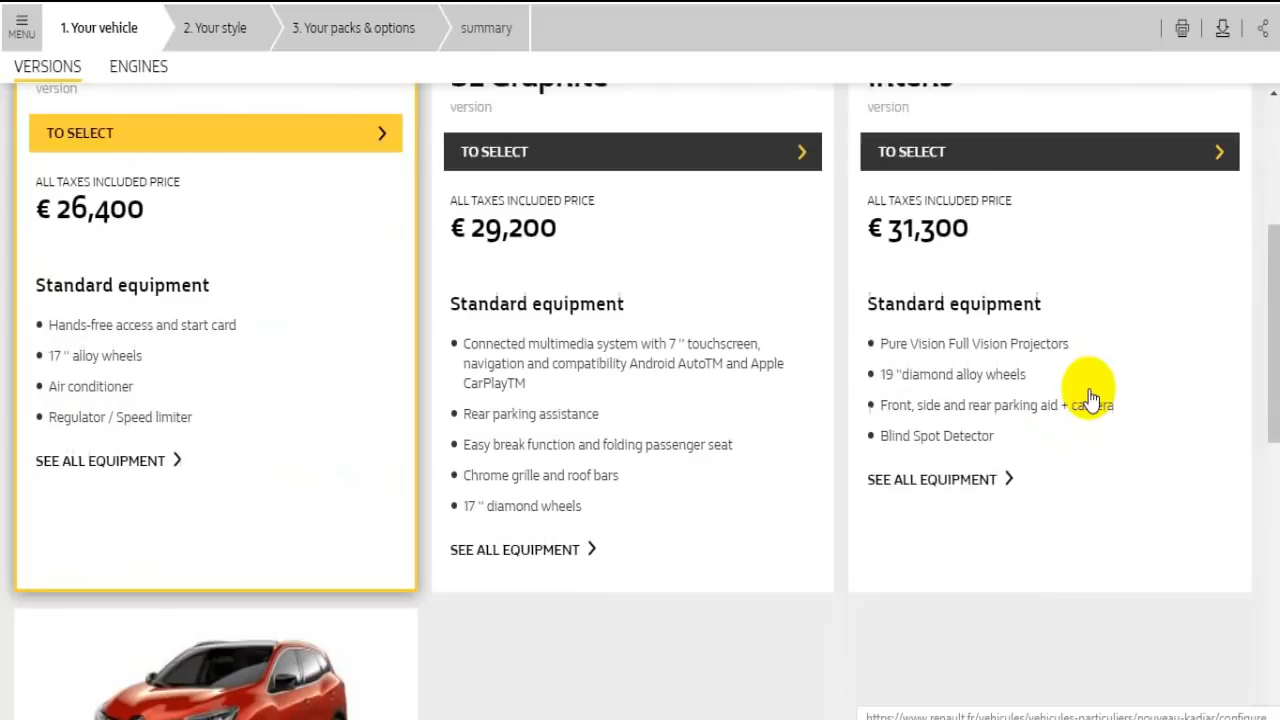 MENU
1. Your vehicle
2. Your style
3. Your packs & options
summary
VERSIONS
ENGINES
version
TO SELECT
ALL TAXES INCLUDED PRICE
€ 26,400
Standard equipment
• Hands-free access and start card
• 17 " alloy wheels
• Air conditioner
• Regulator / Speed limiter
SEE ALL EQUIPMENT
Graphite
version
TO SELECT
ALL TAXES INCLUDED PRICE
€ 29,200
Standard equipment
• Connected multimedia system with 7 " touchscreen,
navigation and compatibility Android AutoTM and Apple
CarPlayTM
• Rear parking assistance
• Easy break function and folding passenger seat
• Chrome grille and roof bars
• 17 " diamond wheels
SEE ALL EQUIPMENT
Intens
version
TO SELECT
ALL TAXES INCLUDED PRICE
€ 31,300
Standard equipment
• Pure Vision Full Vision Projectors
• 19 "diamond alloy wheels
• Front, side and rear parking aid + camera
• Blind Spot Detector
SEE ALL EQUIPMENT
https://www.renault.fr/vehicules/vehicules-particuliers/nouveau-kadjar/configure